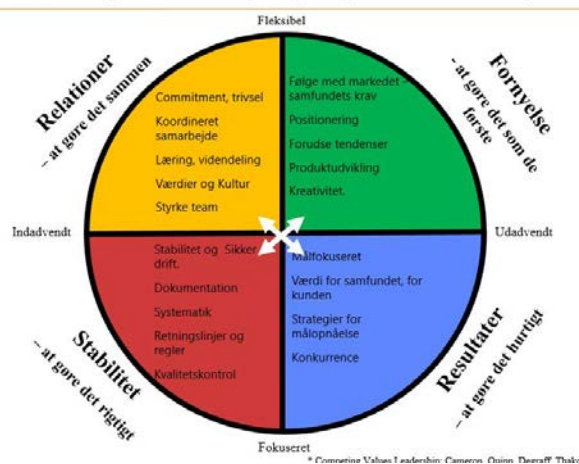 Fleksibel
Relationer
– at gøre det sammen
Fornyelse
– at gøre det som de
første
Commitment, trivsel
Koordineret
samarbejde
Læring, videndeling
Værdier og Kultur
Styrke team
Følge med markedet –
samfundets krav
Positionering
Forudse tendenser
Produktudvikling
Kreativitet.
Indadvendt
Udadvendt
Stabilitet og Sikker
drift.
Dokumentation
Systematik
Retningslinjer og
regler
Kvalitetskontrol
Målfokuseret
Værdi for samfundet, for
kunden
Strategier for
målopnåelse
Konkurrence
Stabilitet
– at gøre det rigtigt
Resultater
– at gøre det hurtigt
Fokuseret
* Competing Values Leadership: Cameron, Quinn, Degraff, Thakor